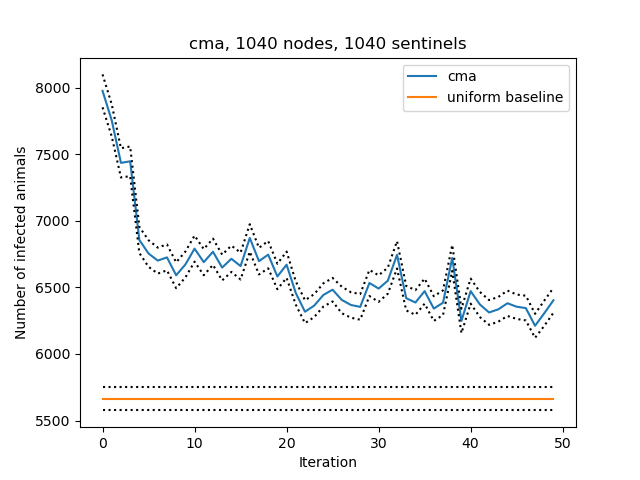 cma, 1040 nodes, 1040 sentinels
cma
uniform baseline
Number of infected animals
8000
7500
7000
6500
6000
5500
0
10
20
30
40
50
Iteration